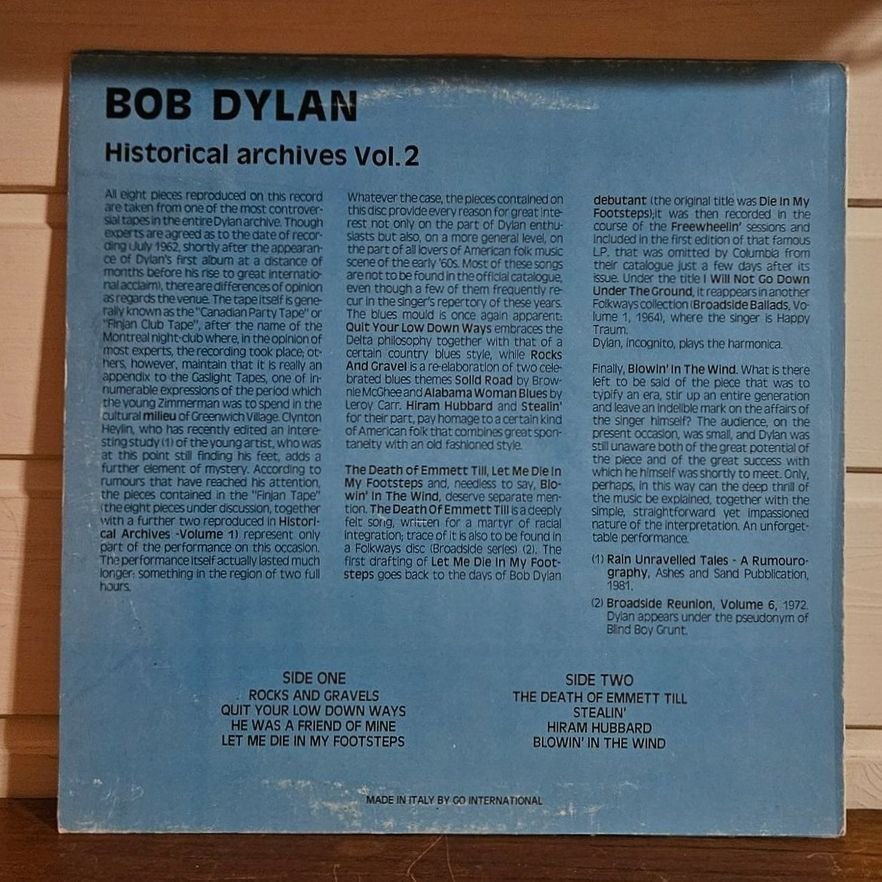 BOB DYLAN
Historical archives Vol.2
All eight pieces reproduced on this record
are taken from one of the most controver-
sial tapes in the entire Dylan archive. Though
experts are agreed as to the date of recor-
ding (July 1962, shortly after the appearan-
ce of Dylan's first album at a distance of
months before his rise to great internatio-
nal acclaim), there are differences of opinion
as regards the venue. The tape itself is gene-
rally known as the "Canadian Party Tape" or
"Finjan Club Tape", after the name of the
Montreal night-club where, in the opinion of
most experts, the recording took place; ot-
hers, however, maintain that it is really an
appendix to the Gaslight Tapes, one of in-
numerable expressions of the period which
the young Zimmerman was to spend in the
cultural milieu of Greenwich Village. Clynton
Heylin, who has recently edited an intere-
sting study (1) of the young artist, who was
at this point still finding his feet, adds a
further element of mystery. According to
rumours that have reached his attention,
the pieces contained in the "Finjan Tape"
(the eight pieces under discussion, together
with a further two reproduced in Histori-
cal Archives -Volume 1) represent only
part of the performance on this occasion.
The performance itself actually lasted much
longer: something in the region of two full
hours.
Whatever the case, the pieces contained on
this disc provide every reason for great inte-
rest not only on the part of Dylan enthu-
siasts but also, on a more general level, on
the part of all lovers of American folk music
scene of the early '60s. Most of these songs
are not to be found in the official catalogue,
even though a few of them frequently re-
cur in the singer's repertory of these years.
The blues mould is once again apparent:
Quit Your Low Down Ways embraces the
Delta philosophy together with that of a
certain country blues style, while Rocks
And Gravel is a re-elaboration of two cele-
brated blues themes Solid Road by Brow-
nie McGhee and Alabama Woman Blues by
Leroy Carr. Hiram Hubbard and Stealin'
for their part, pay homage to a certain kind
of American folk that combines great spon-
taneity with an old fashioned style.
The Death of Emmett Till, Let Me Die In
My Footsteps and, needless to say, Blo-
win' In The Wind, deserve separate men-
tion. The Death Of Emmett Till is a deeply
felt song, written for a martyr of racial
integration; trace of it is also to be found in
a Folkways disc (Broadside series) (2). The
first drafting of Let Me Die In My Foot-
steps goes back to the days of Bob Dylan
debutant (the original title was Die In My
Footsteps);it was then recorded in the
course of the Freewheelin' sessions and
included in the first edition of that famous
L.P. that was omitted by Columbia from
their catalogue just a few days after its
issue. Under the title I Will Not Go Down
Under The Ground, it reappears in another
Folkways collection (Broadside Ballads, Vo-
lume 1, 1964), where the singer is Happy
Traum.
Dylan, incognito, plays the harmonica.
Finally, Blowin' In The Wind. What is there
left to be said of the piece that was to
typify an era, stir up an entire generation
and leave an indelible mark on the affairs of
the singer himself? The audience, on the
present occasion, was small, and Dylan was
still unaware both of the great potential of
the piece and of the great success with
which he himself was shortly to meet. Only,
perhaps, in this way can the deep thrill of
the music be explained, together with the
simple, straightforward yet impassioned
nature of the interpretation. An unforget-
table performance.
(1) Rain Unravelled Tales - A Rumouro-
graphy, Ashes and Sand Pubblication,
1981.
(2) Broadside Reunion, Volume 6, 1972.
Dylan appears under the pseudonym of
Blind Boy Grunt.
SIDE ONE
ROCKS AND GRAVELS
QUIT YOUR LOW DOWN WAYS
HE WAS A FRIEND OF MINE
LET ME DIE IN MY FOOTSTEPS
SIDE TWO
THE DEATH OF EMMETT TILL
STEALIN'
HIRAM HUBBARD
BLOWIN' IN THE WIND
MADE IN ITALY BY GO INTERNATIONAL